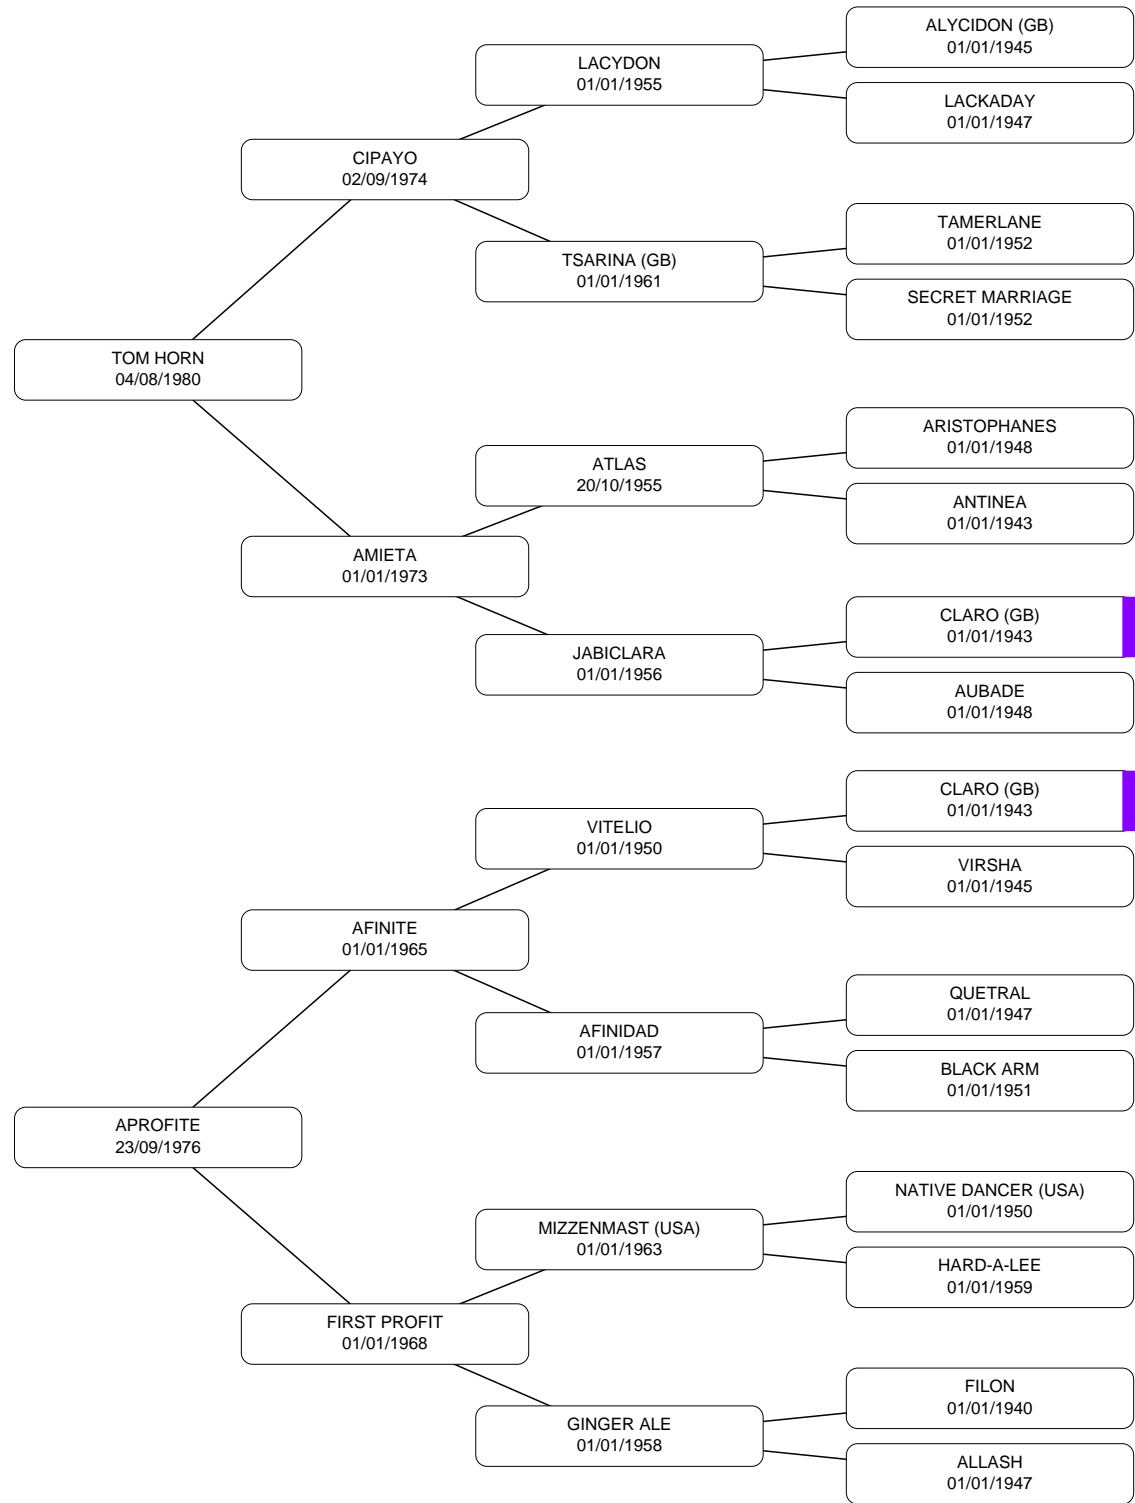 ALYCIDON (GB)
01/01/1945
LACYDON
01/01/1955
LACKADAY
01/01/1947
CIPAYO
02/09/1974
TAMERLANE
01/01/1952
TSARINA (GB)
01/01/1961
SECRET MARRIAGE
01/01/1952
TOM HORN
04/08/1980
ARISTOPHANES
01/01/1948
ATLAS
20/10/1955
ANTINEA
01/01/1943
AMIETA
01/01/1973
CLARO (GB)
01/01/1943
JABICLARA
01/01/1956
AUBADE
01/01/1948
CLARO (GB)
01/01/1943
VITELIO
01/01/1950
VIRSHA
01/01/1945
AFINITE
01/01/1965
QUETRAL
01/01/1947
AFINIDAD
01/01/1957
BLACK ARM
01/01/1951
APROFITE
23/09/1976
NATIVE DANCER (USA)
01/01/1950
MIZZENMAST (USA)
01/01/1963
HARD-A-LEE
01/01/1959
FIRST PROFIT
01/01/1968
FILON
01/01/1940
GINGER ALE
01/01/1958
ALLASH
01/01/1947